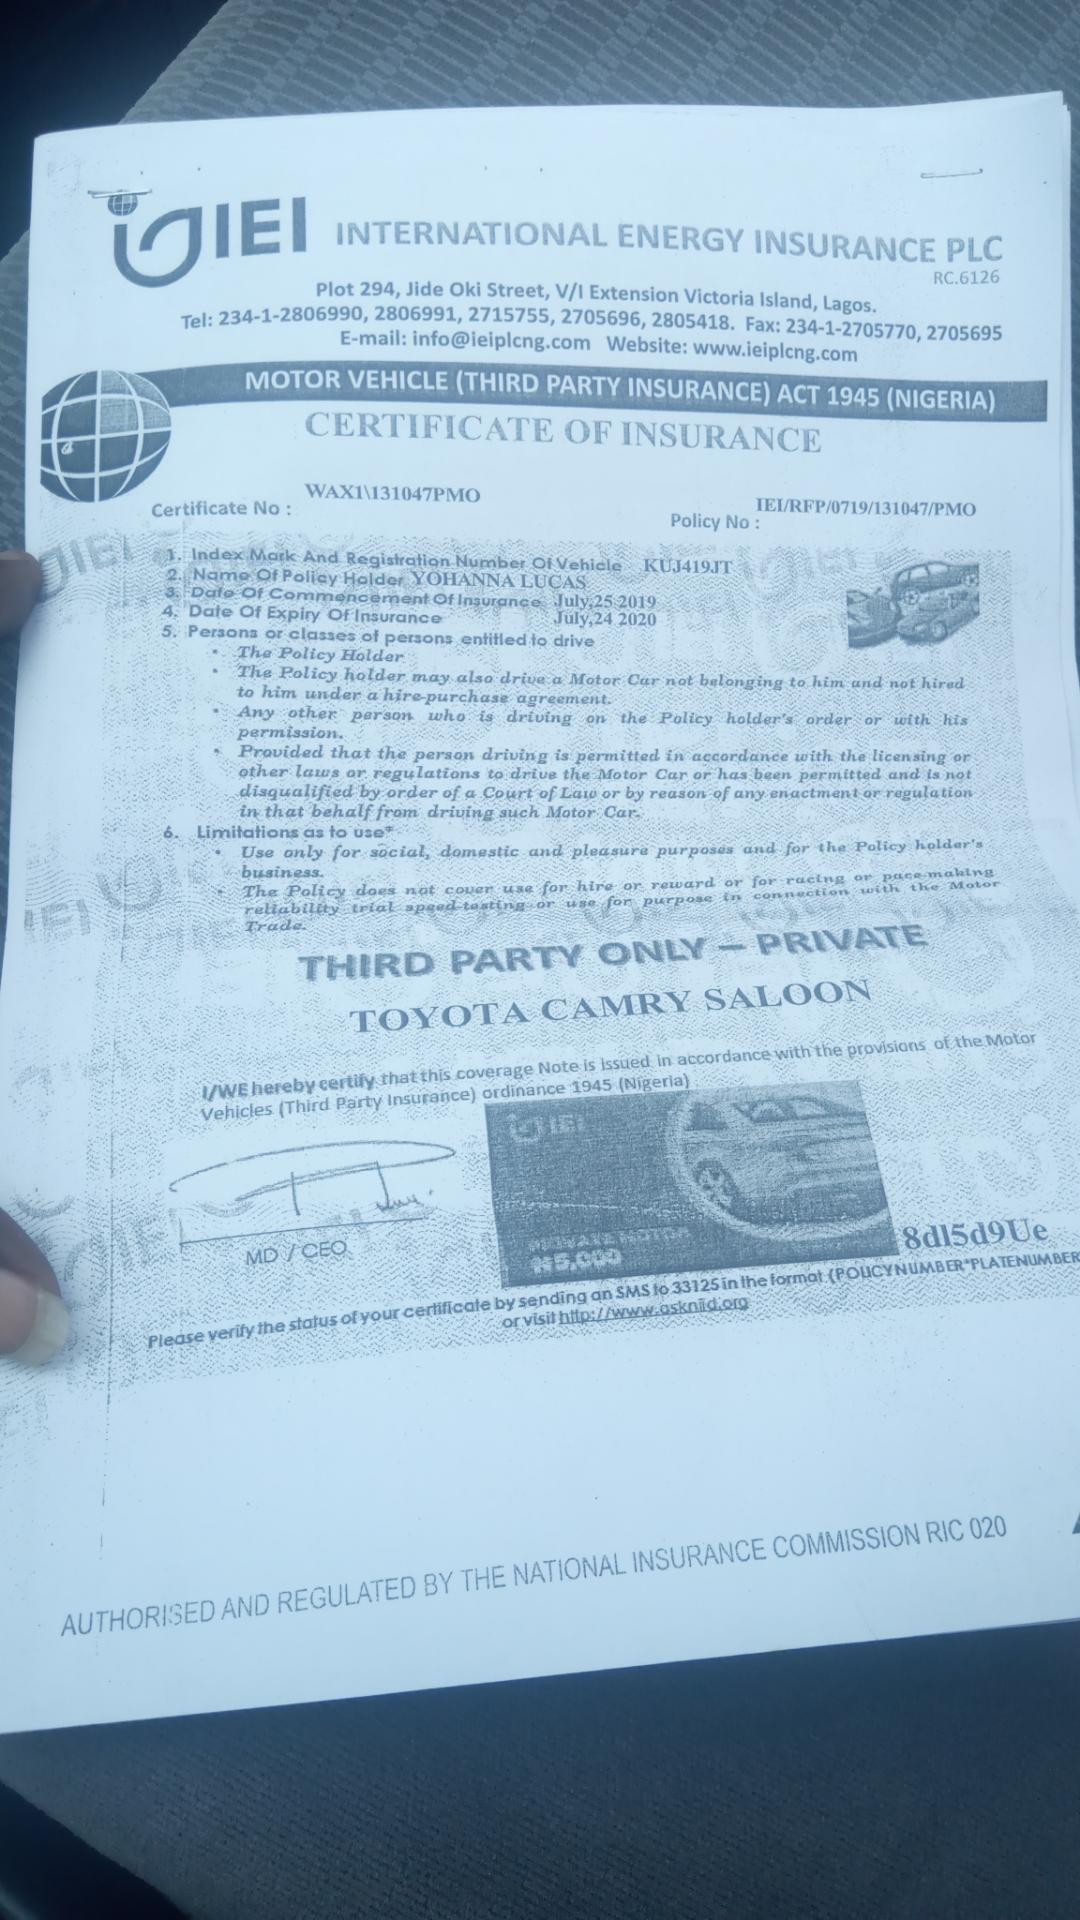 IEI INTERNATIONAL ENERGY INSURANCE PLC
RC.6126
Plot 294, Jide Oki Street, V/I Extension Victoria Island, Lagos.
Tel: 234-1-2806990, 2806991, 2715755, 2705696, 2805418. Fax: 234-1-2705770, 2705695
E-mail: info@ieiplcng.com Website: www.ieiplcng.com
MOTOR VEHICLE (THIRD PARTY INSURANCE) ACT 1945 (NIGERIA)
CERTIFICATE OF INSURANCE
Certificate No : WAX1\131047PMO
Policy No : IEI/RFP/0719/131047/PMO
1. Index Mark And Registration Number Of Vehicle KUJ419JT
2. Name Of Policy Holder YOHANNA LUCAS
3. Date Of Commencement Of Insurance July,25 2019
4. Date Of Expiry Of Insurance July,24 2020
5. Persons or classes of persons entitled to drive
• The Policy Holder
• The Policy holder may also drive a Motor Car not belonging to him and not hired
to him under a hire-purchase agreement.
• Any other person who is driving on the Policy holder's order or with his
permission.
• Provided that the person driving is permitted in accordance with the licensing or
other laws or regulations to drive the Motor Car or has been permitted and is not
disqualified by order of a Court of Law or by reason of any enactment or regulation
in that behalf from driving such Motor Car.
6. Limitations as to use*
• Use only for social, domestic and pleasure purposes and for the Policy holder's
business.
• The Policy does not cover use for hire or reward or for racing or pace-making
reliability trial speed-testing or use for purpose in connection with the Motor
Trade.
THIRD PARTY ONLY – PRIVATE
TOYOTA CAMRY SALOON
I/WE hereby certify that this coverage Note is issued in accordance with the provisions of the Motor
Vehicles (Third Party Insurance) ordinance 1945 (Nigeria)
IEI
PRIVATE MOTOR
₦5,000
MD / CEO
8dl5d9Ue
Please verify the status of your certificate by sending an SMS to 33125 in the format (POLICYNUMBER*PLATENUMBER
or visit http://www.askniid.org
AUTHORISED AND REGULATED BY THE NATIONAL INSURANCE COMMISSION RIC 020